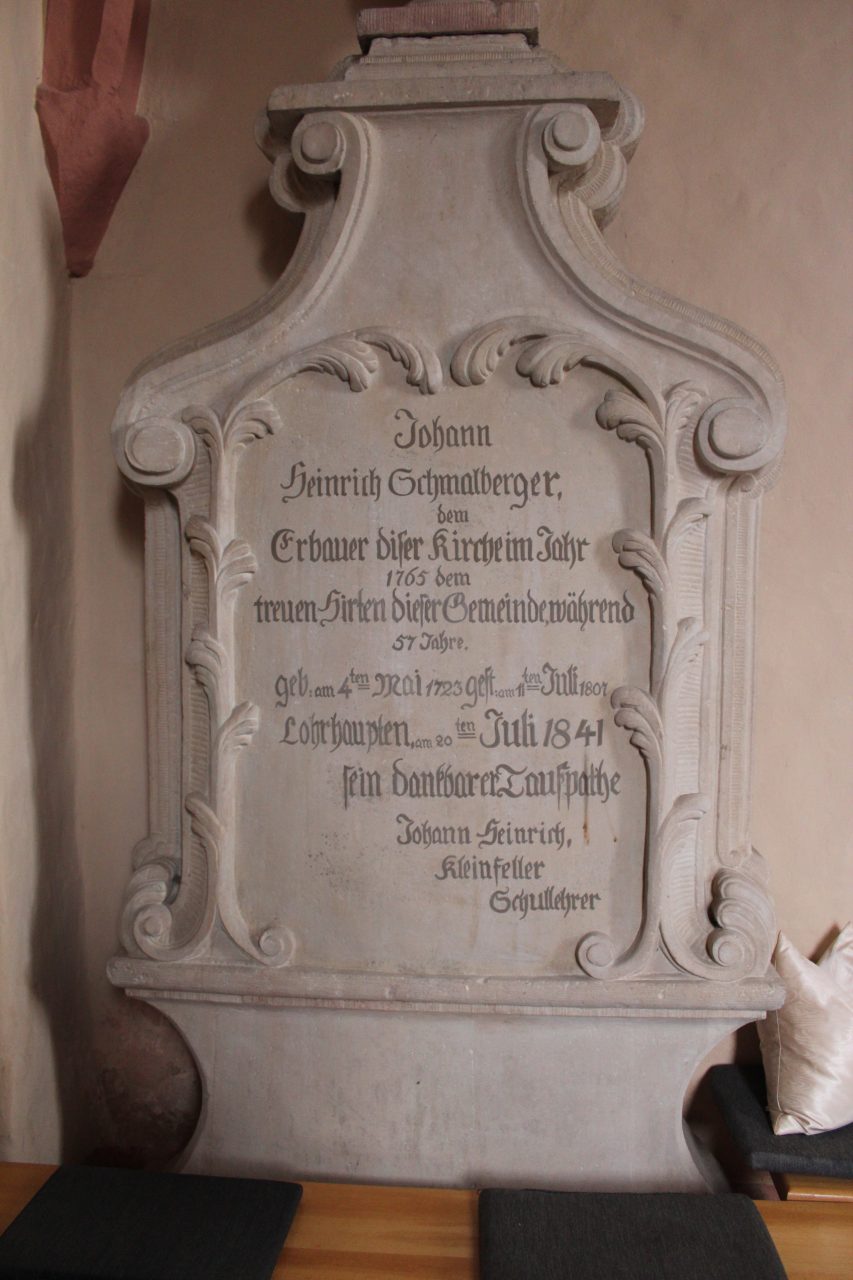 Johann
Heinrich Schmalberger,
dem
Erbauer diser Kirche im Jahr
1765 dem
treuen Hirten dieser Gemeinde, während
57 Jahre.
geb: am 4ten Mai 1723 gest: am 11ten Juli 1807
Lohrhaupten, am 20ten Juli 1841
sein dankbarer Taufpathe
Johann Heinrich,
Kleinfeller
Schullehrer